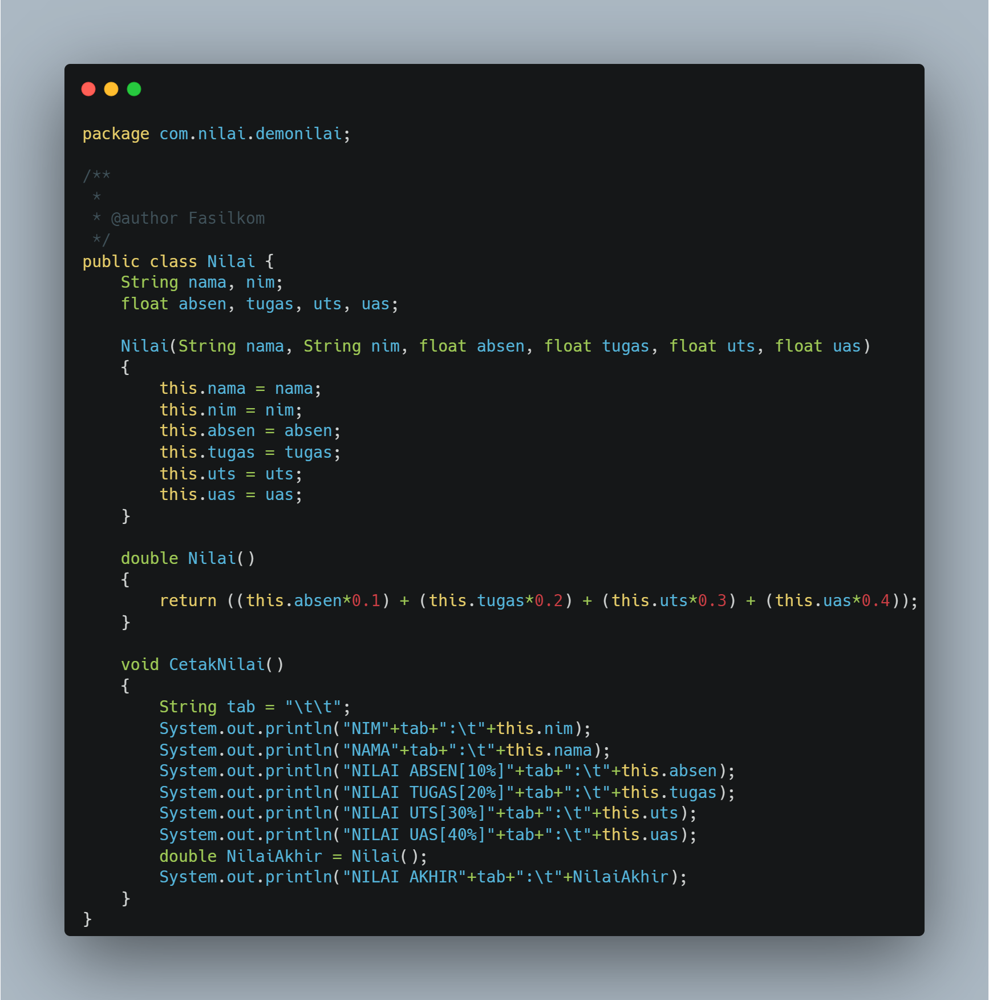 package com.nilai.demonilai;
/**
 *
 * @author Fasilkom
 */
public class Nilai {
    String nama, nim;
    float absen, tugas, uts, uas;
    Nilai(String nama, String nim, float absen, float tugas, float uts, float uas)
    {
        this.nama = nama;
        this.nim = nim;
        this.absen = absen;
        this.tugas = tugas;
        this.uts = uts;
        this.uas = uas;
    }
    double Nilai()
    {
        return ((this.absen*0.1) + (this.tugas*0.2) + (this.uts*0.3) + (this.uas*0.4));
    }
    void CetakNilai()
    {
        String tab = "\t\t";
        System.out.println("NIM"+tab+":\t"+this.nim);
        System.out.println("NAMA"+tab+":\t"+this.nama);
        System.out.println("NILAI ABSEN[10%]"+tab+":\t"+this.absen);
        System.out.println("NILAI TUGAS[20%]"+tab+":\t"+this.tugas);
        System.out.println("NILAI UTS[30%]"+tab+":\t"+this.uts);
        System.out.println("NILAI UAS[40%]"+tab+":\t"+this.uas);
        double NilaiAkhir = Nilai();
        System.out.println("NILAI AKHIR"+tab+":\t"+NilaiAkhir);
    }
}